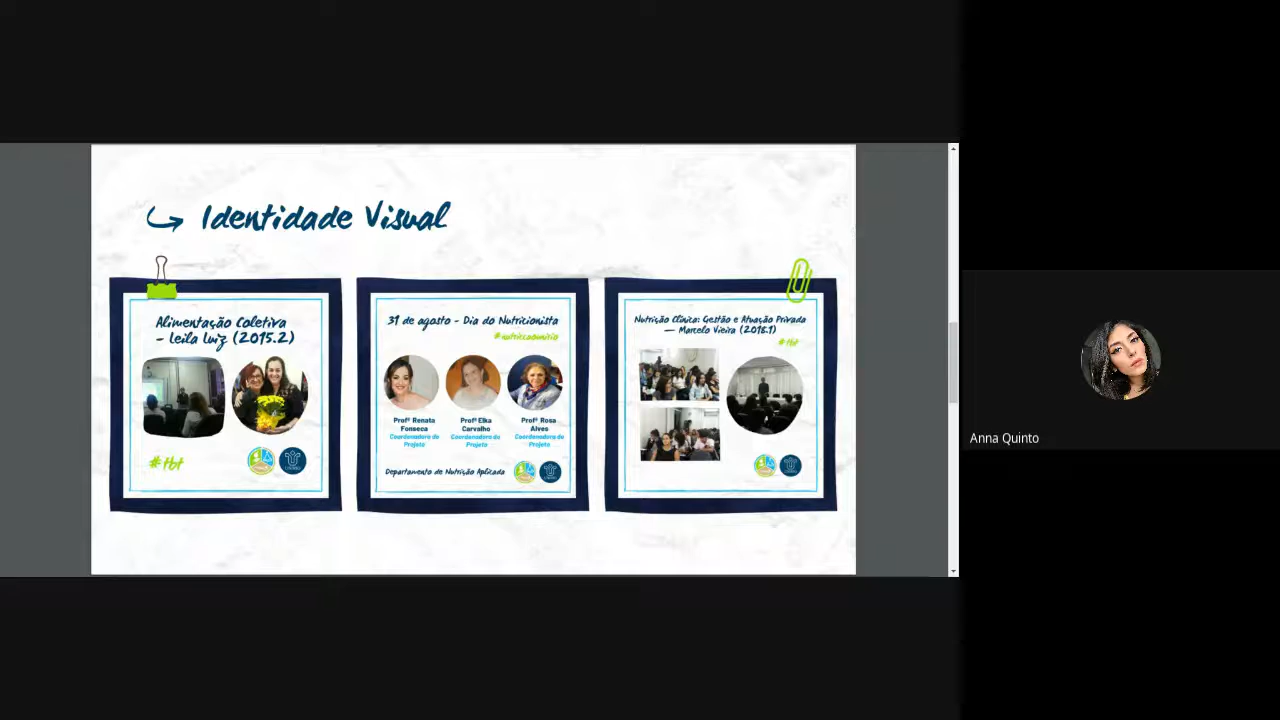 Identidade Visual
Alimentação Coletiva
- Leila Luiz (2015.2)
#tbt
31 de agosto - Dia do Nutricionista
#nutriccaounirio
Profª Renata
Fonseca
Coordenadora do
Projeto
Profª Elka
Carvalho
Coordenadora do
Projeto
Profª Rosa
Alves
Coordenadora do
Projeto
Departamento de Nutrição Aplicada
Nutrição Clínica: Gestão e Atuação Privada
— Marcelo Vieira (2018.1)
#tbt
Anna Quinto